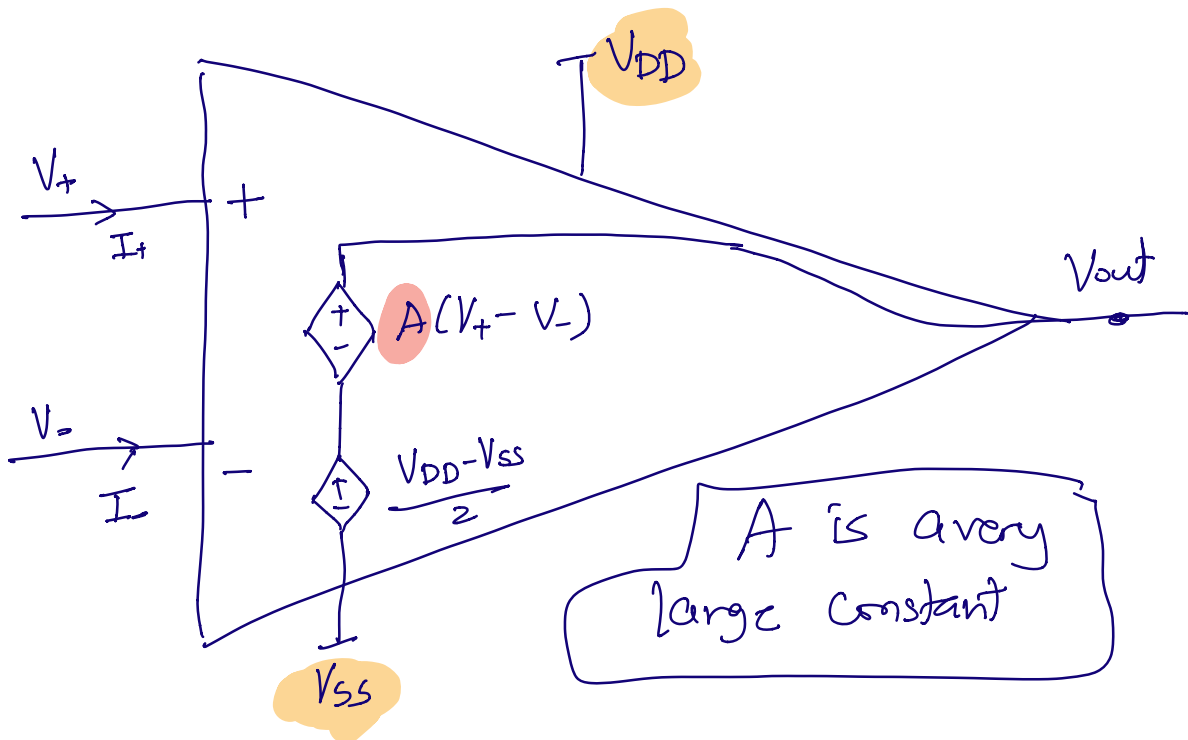 VDD
V+
I+
+
+
-
A(V+ - V-)
Vout
V-
I-
-
+
-
VDD-VSS
2
VSS
A is a very
large constant